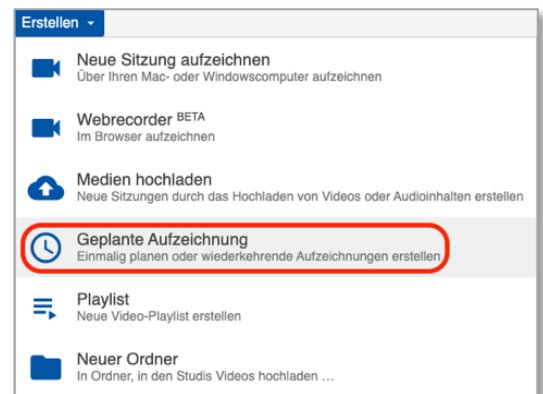 Erstellen
Neue Sitzung aufzeichnen
Über Ihren Mac- oder Windowscomputer aufzeichnen
Webrecorder BETA
Im Browser aufzeichnen
Medien hochladen
Neue Sitzungen durch das Hochladen von Videos oder Audioinhalten erstellen
Geplante Aufzeichnung
Einmalig planen oder wiederkehrende Aufzeichnungen erstellen
Playlist
Neue Video-Playlist erstellen
Neuer Ordner
In Ordner, in den Studis Videos hochladen ...